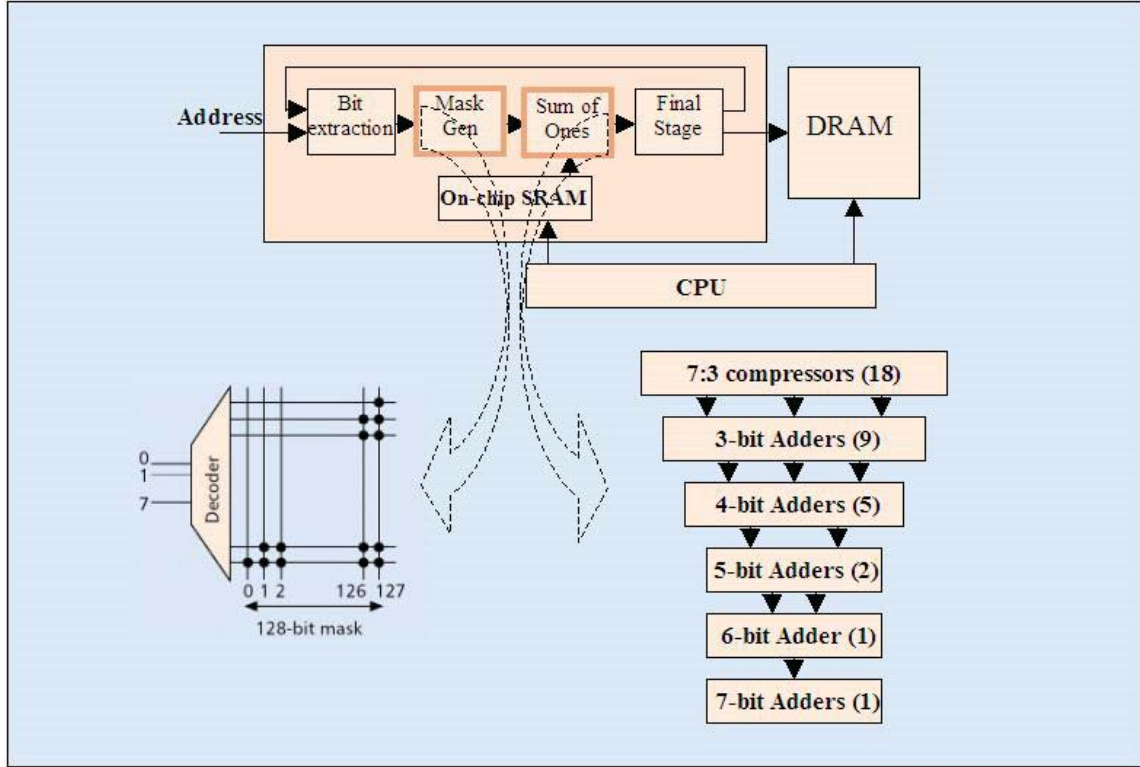 Address
Bit
extraction
Mask
Gen
Sum of
Ones
Final
Stage
DRAM
On-chip SRAM
CPU
7:3 compressors (18)
3-bit Adders (9)
4-bit Adders (5)
5-bit Adders (2)
6-bit Adder (1)
7-bit Adders (1)
0
1
7
Decoder
0 1 2 126 127
128-bit mask